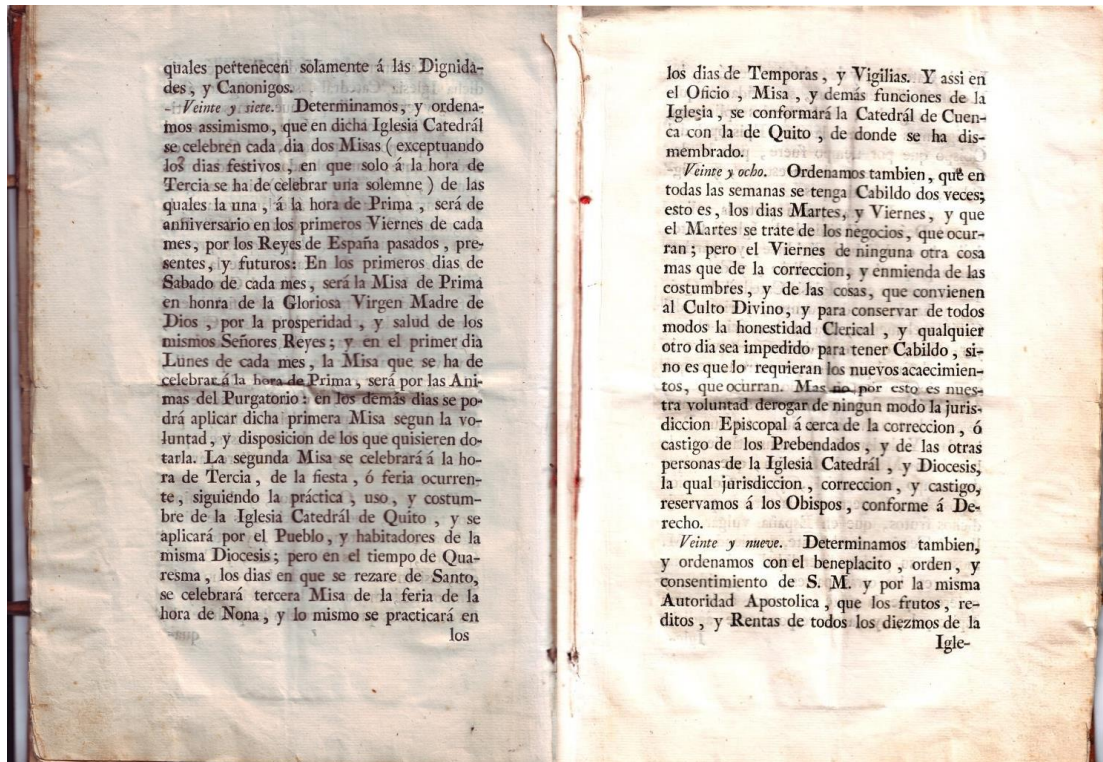 quales pertenecen solamente á las Dignida-
des, y Canonigos.
Veinte y siete. Determinamos, y ordena-
mos assimismo, que en dicha Iglesia Catedrál
se celebren cada dia dos Misas (exceptuando
los dias festivos, en que solo á la hora de
Tercia se ha de celebrar una solemne) de las
quales la una, á la hora de Prima, será de
anniversario en los primeros Viernes de cada
mes, por los Reyes de España pasados, pre-
sentes, y futuros: En los primeros dias de
Sabado de cada mes, será la Misa de Prima
en honra de la Gloriosa Virgen Madre de
Dios, por la prosperidad, y salud de los
mismos Señores Reyes; y en el primer dia
Lunes de cada mes, la Misa que se ha de
celebrar á la hora de Prima, será por las Ani-
mas del Purgatorio: en los demás dias se po-
drá aplicar dicha primera Misa segun la vo-
luntad, y disposicion de los que quisieren do-
tarla. La segunda Misa se celebrará á la ho-
ra de Tercia, de la fiesta, ó feria ocurren-
te, siguiendo la práctica, uso, y costum-
bre de la Iglesia Catedrál de Quito, y se
aplicará por el Pueblo, y habitadores de la
misma Diocesis; pero en el tiempo de Qua-
resma, los dias en que se rezare de Santo,
se celebrará tercera Misa de la feria de la
hora de Nona, y lo mismo se practicará en
los
los dias de Temporas, y Vigilias. Y assi en
el Oficio, Misa, y demás funciones de la
Iglesia, se conformará la Catedrál de Cuen-
ca con la de Quito, de donde se ha dis-
membrado.
Veinte y ocho. Ordenamos tambien, que en
todas las semanas se tenga Cabildo dos veces;
esto es, los dias Martes, y Viernes, y que
el Martes se trate de los negocios, que ocur-
ran; pero el Viernes de ninguna otra cosa
mas que de la correccion, y enmienda de las
costumbres, y de las cosas, que convienen
al Culto Divino, y para conservar de todos
modos la honestidad Clerical, y qualquier
otro dia sea impedido para tener Cabildo, si-
no es que lo requieran los nuevos acaecimien-
tos, que ocurran. Mas no por esto es nues-
tra voluntad derogar de ningun modo la juris-
diccion Episcopal á cerca de la correccion, ó
castigo de los Prebendados, y de las otras
personas de la Iglesia Catedrál, y Diocesis,
la qual jurisdiccion, correccion, y castigo,
reservamos á los Obispos, conforme á De-
recho.
Veinte y nueve. Determinamos tambien,
y ordenamos con el beneplacito, orden, y
consentimiento de S. M. y por la misma
Autoridad Apostolica, que los frutos, re-
ditos, y Rentas de todos los diezmos de la
Igle-